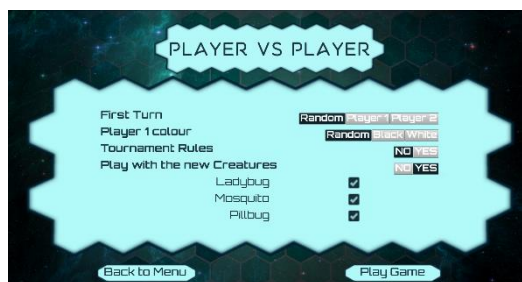 PLAYER VS PLAYER
First Turn Random Player 1 Player 2
Player 1 colour Random Black White
Tournament Rules NO YES
Play with the new Creatures NO YES
Ladybug
Mosquito
Pillbug
Back to Menu Play Game